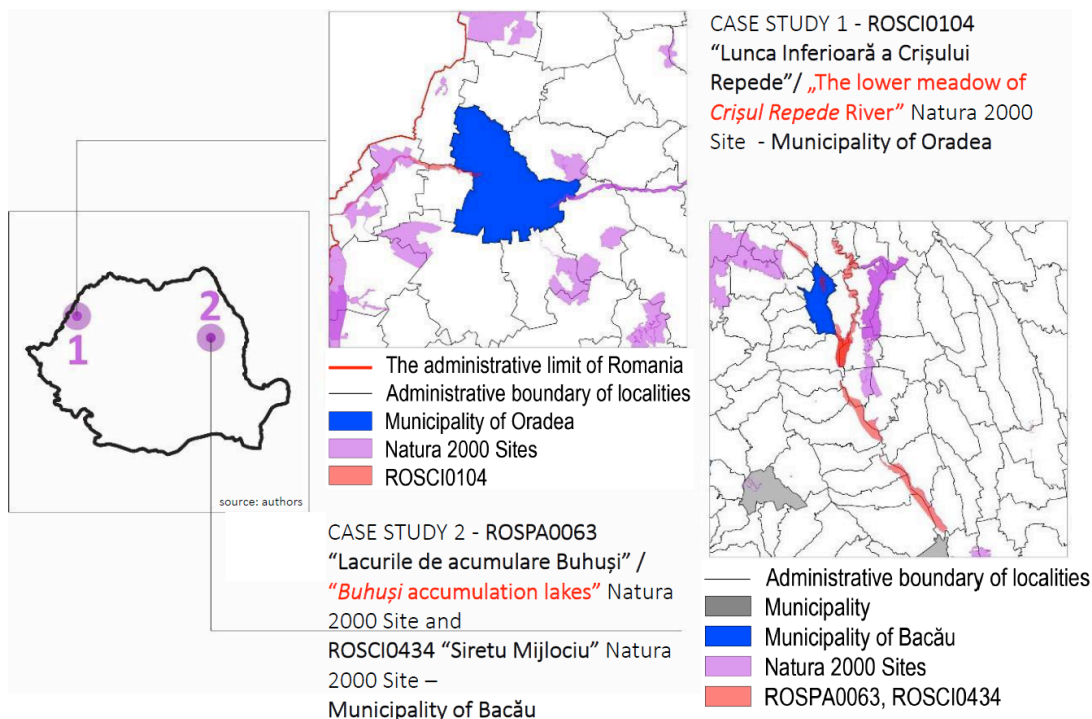 CASE STUDY 1 - ROSCI0104
“Lunca Inferioară a Crișului
Repede”/ „The lower meadow of
Crișul Repede River” Natura 2000
Site - Municipality of Oradea
1
2
source: authors
The administrative limit of Romania
Administrative boundary of localities
Municipality of Oradea
Natura 2000 Sites
ROSCI0104
CASE STUDY 2 - ROSPA0063
“Lacurile de acumulare Buhuși” /
“Buhuși accumulation lakes” Natura
2000 Site and
ROSCI0434 “Siretu Mijlociu” Natura
2000 Site –
Municipality of Bacău
Administrative boundary of localities
Municipality
Municipality of Bacău
Natura 2000 Sites
ROSPA0063, ROSCI0434